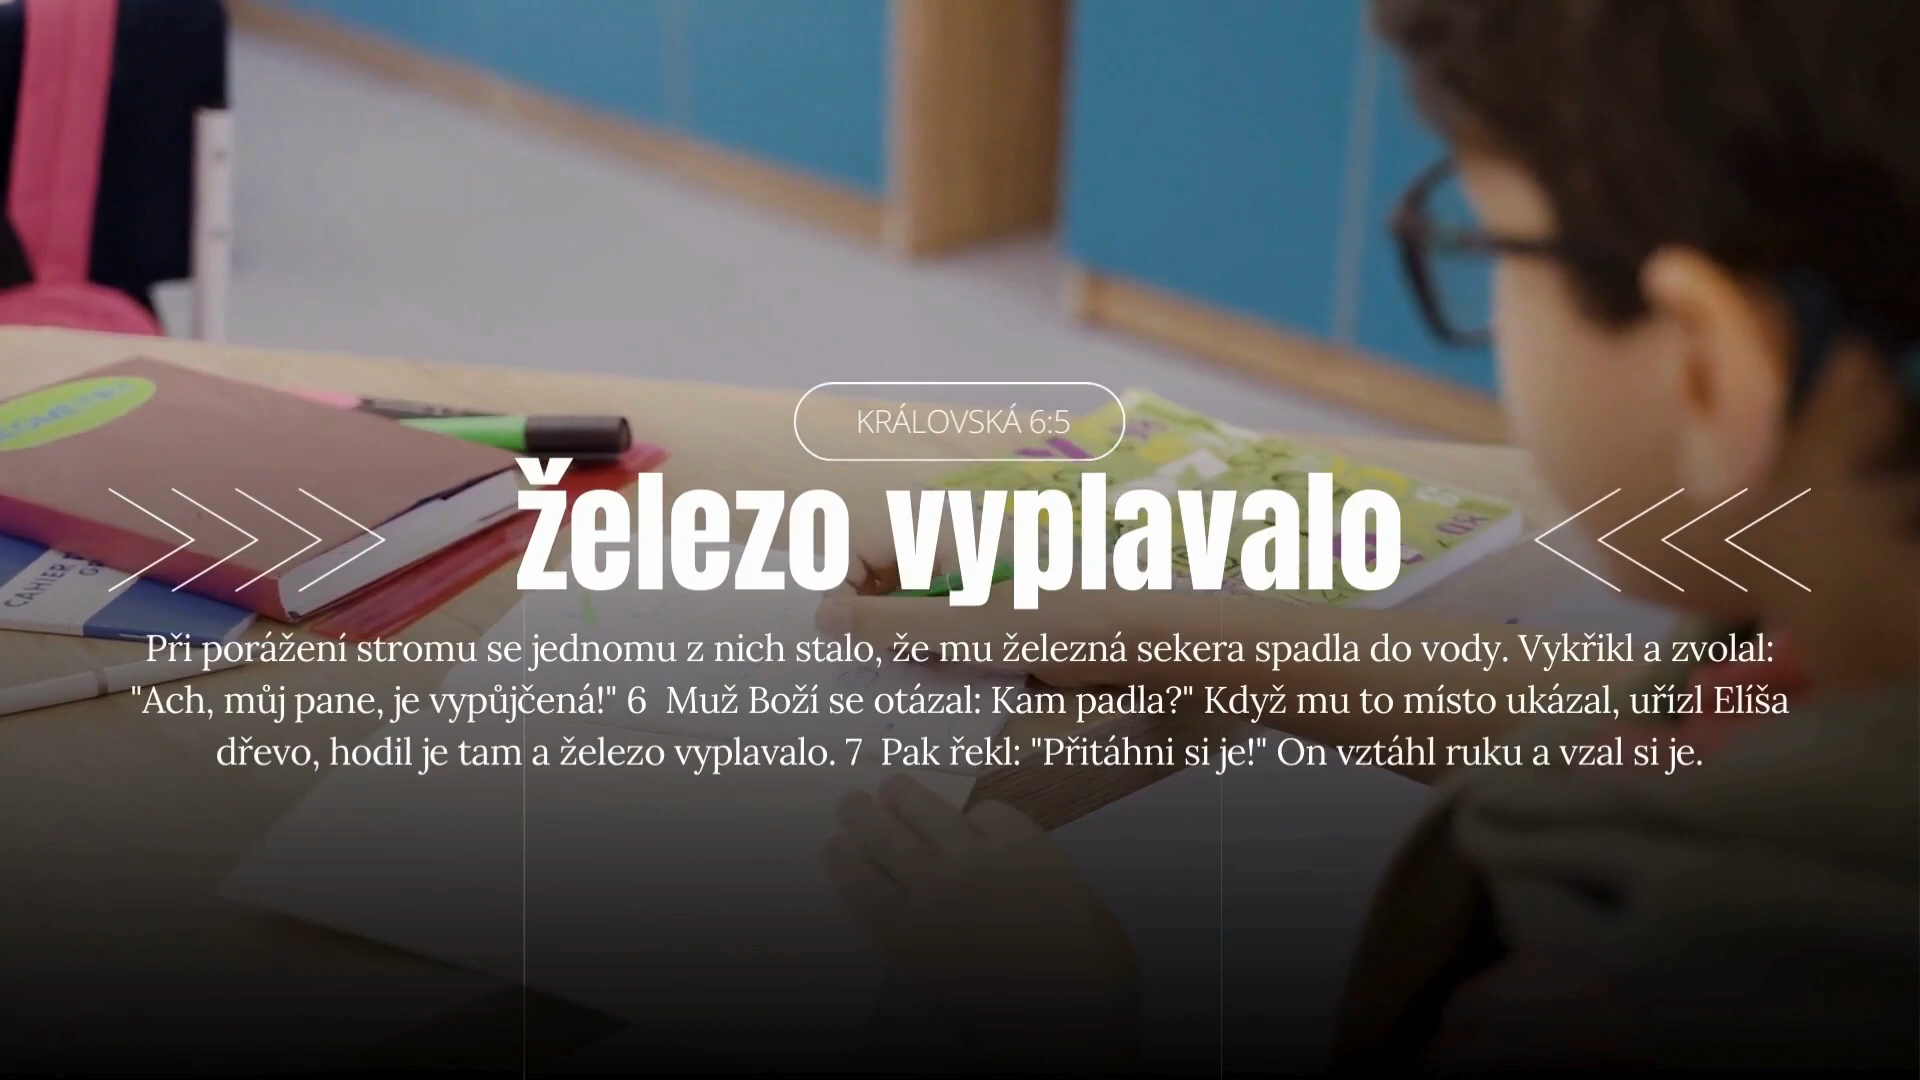 KRÁLOVSKÁ 6:5
železo vyplavalo
Při porážení stromu se jednomu z nich stalo, že mu železná sekera spadla do vody. Vykřikl a zvolal:
"Ach, můj pane, je vypůjčená!" 6  Muž Boží se otázal: Kam padla?" Když mu to místo ukázal, uřízl Elíša
dřevo, hodil je tam a železo vyplavalo. 7  Pak řekl: "Přitáhni si je!" On vztáhl ruku a vzal si je.
CAHIER